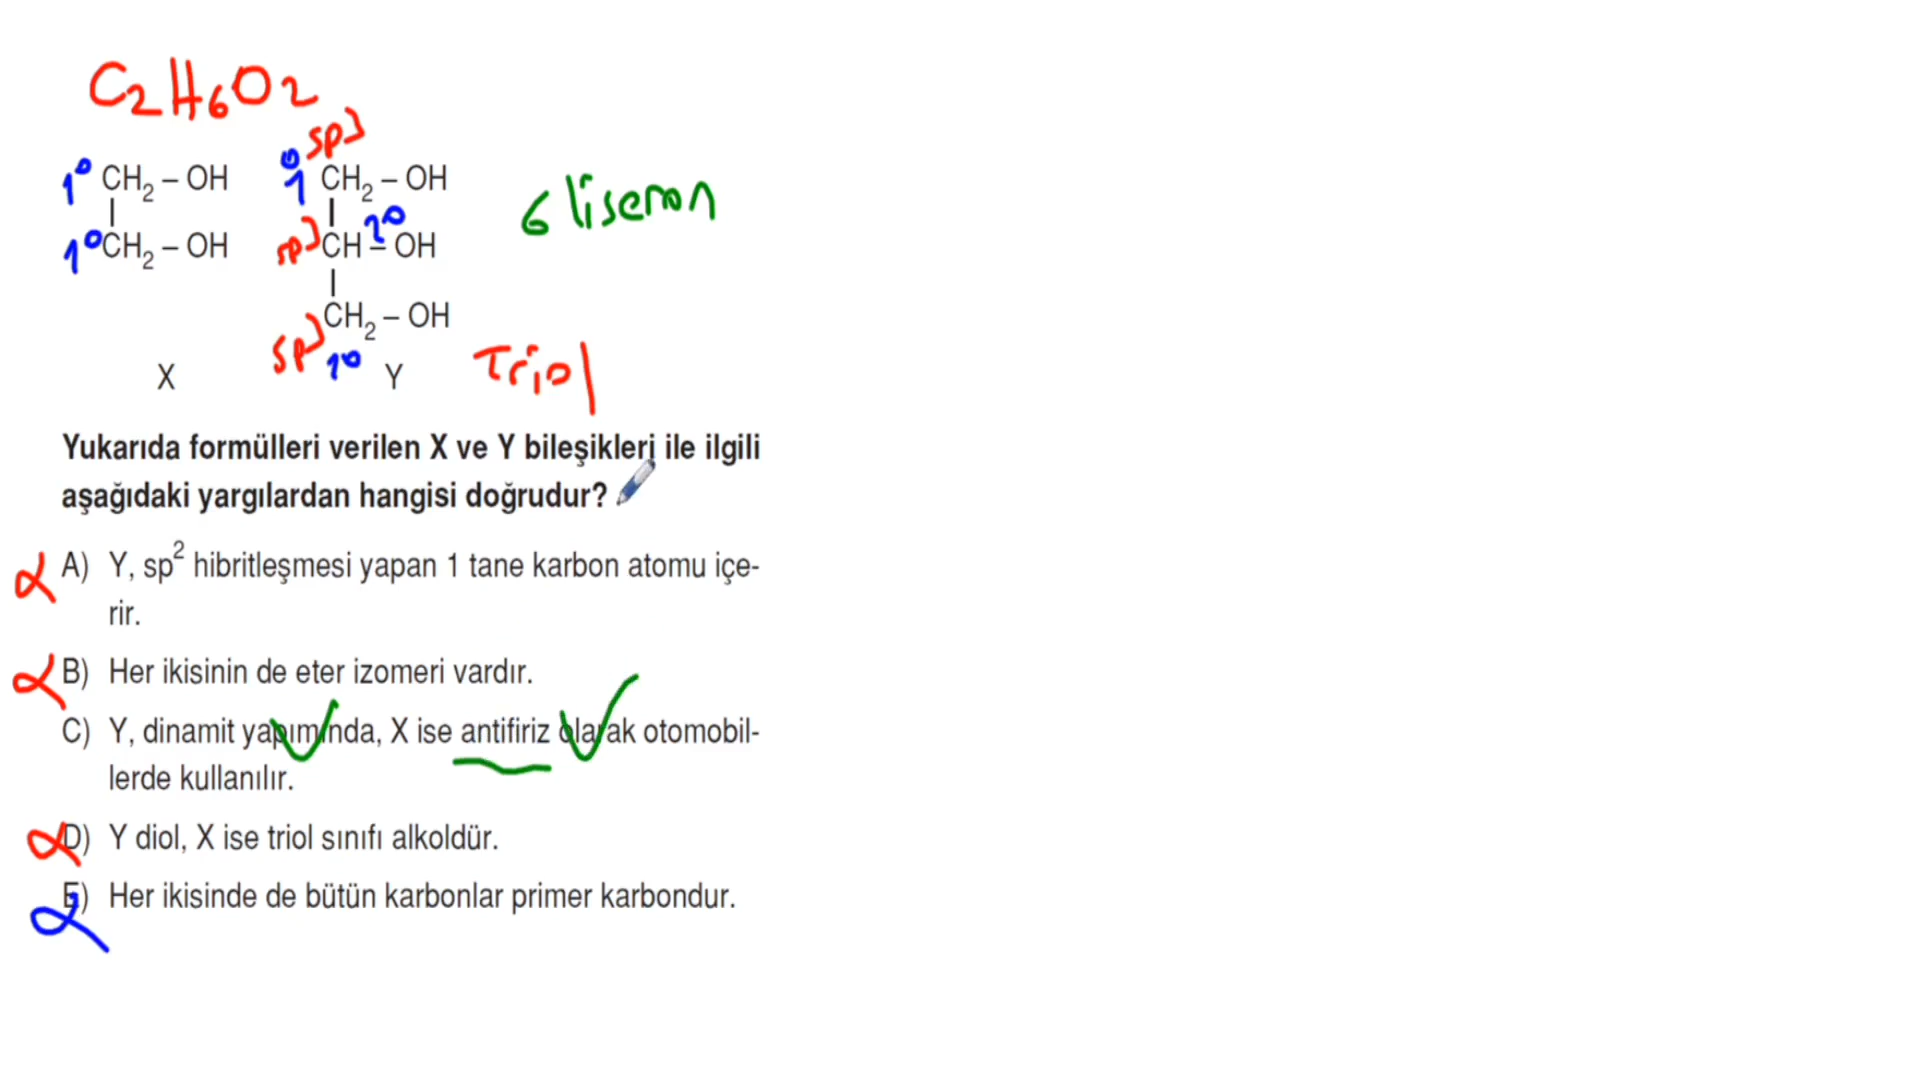 C2H6O2
sp3
1° CH2 – OH 1° CH2 – OH
Gliseron
1° CH2 – OH sp3 CH – OH 2°
CH2 – OH
sp3 1°
X Y Triol
Yukarıda formülleri verilen X ve Y bileşikleri ile ilgili
aşağıdaki yargılardan hangisi doğrudur?
A) Y, sp2 hibritleşmesi yapan 1 tane karbon atomu içe-
rir.
B) Her ikisinin de eter izomeri vardır.
C) Y, dinamit yapımında, X ise antifiriz olarak otomobil-
lerde kullanılır.
D) Y diol, X ise triol sınıfı alkoldür.
E) Her ikisinde de bütün karbonlar primer karbondur.